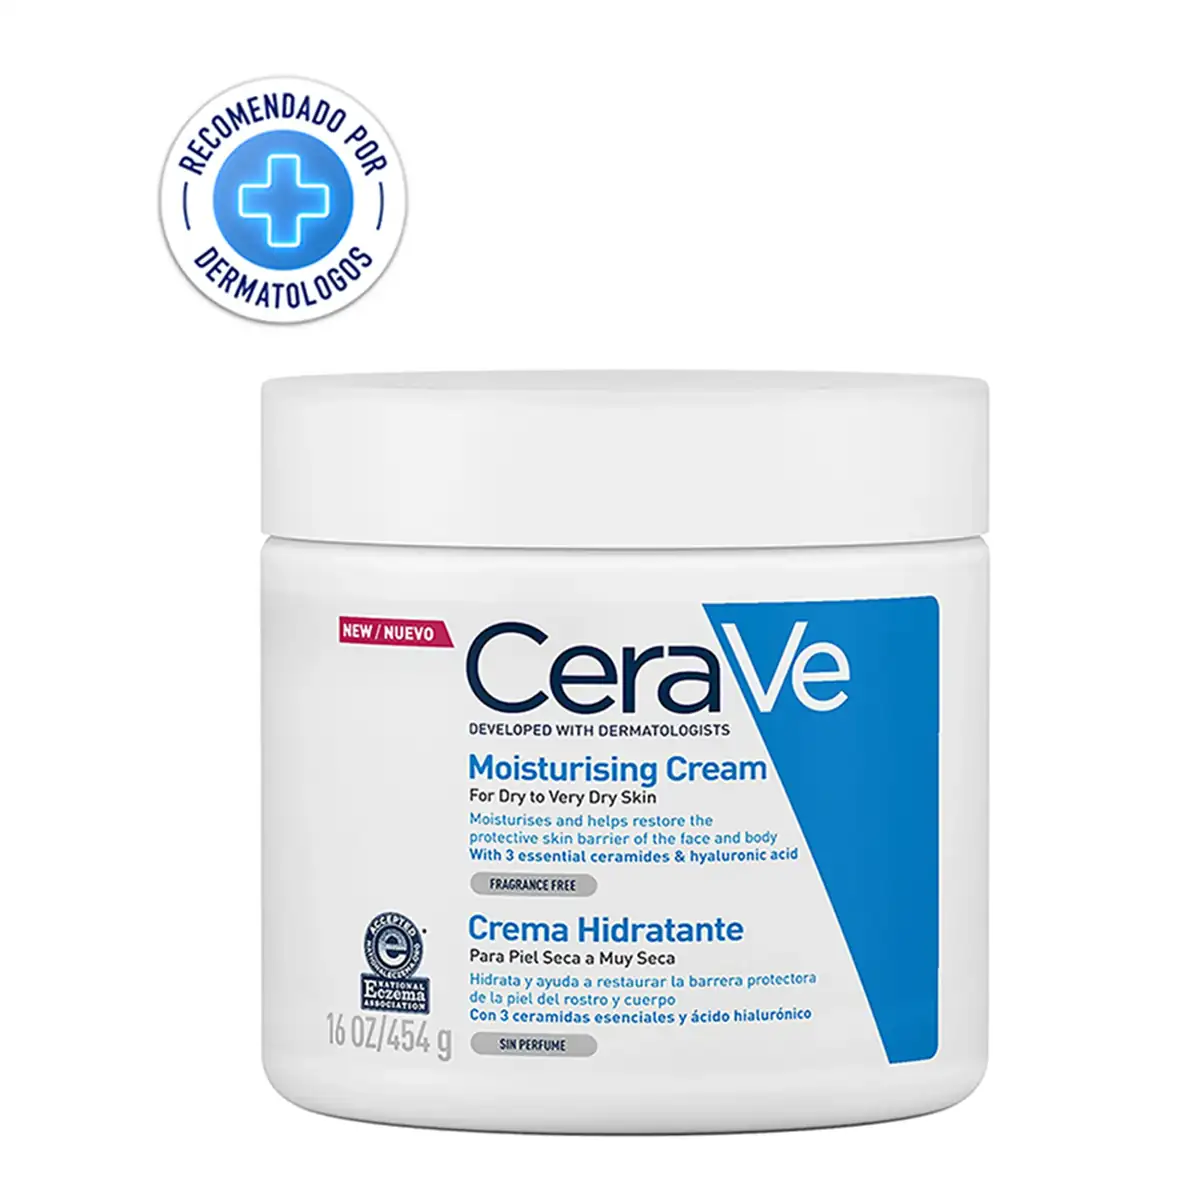 RECOMENDADO POR
DERMATOLOGOS
NEW / NUEVO
CeraVe
DEVELOPED WITH DERMATOLOGISTS
Moisturising Cream
For Dry to Very Dry Skin
Moisturises and helps restore the
protective skin barrier of the face and body
With 3 essential ceramides & hyaluronic acid
FRAGRANCE FREE
Crema Hidratante
Para Piel Seca a Muy Seca
Hidrata y ayuda a restaurar la barrera protectora
de la piel del rostro y cuerpo
Con 3 ceramidas esenciales y ácido hialurónico
SIN PERFUME
ACCEPTED
e
NATIONALECZEMA.ORG
NATIONAL
Eczema
ASSOCIATION
16 OZ/454 g